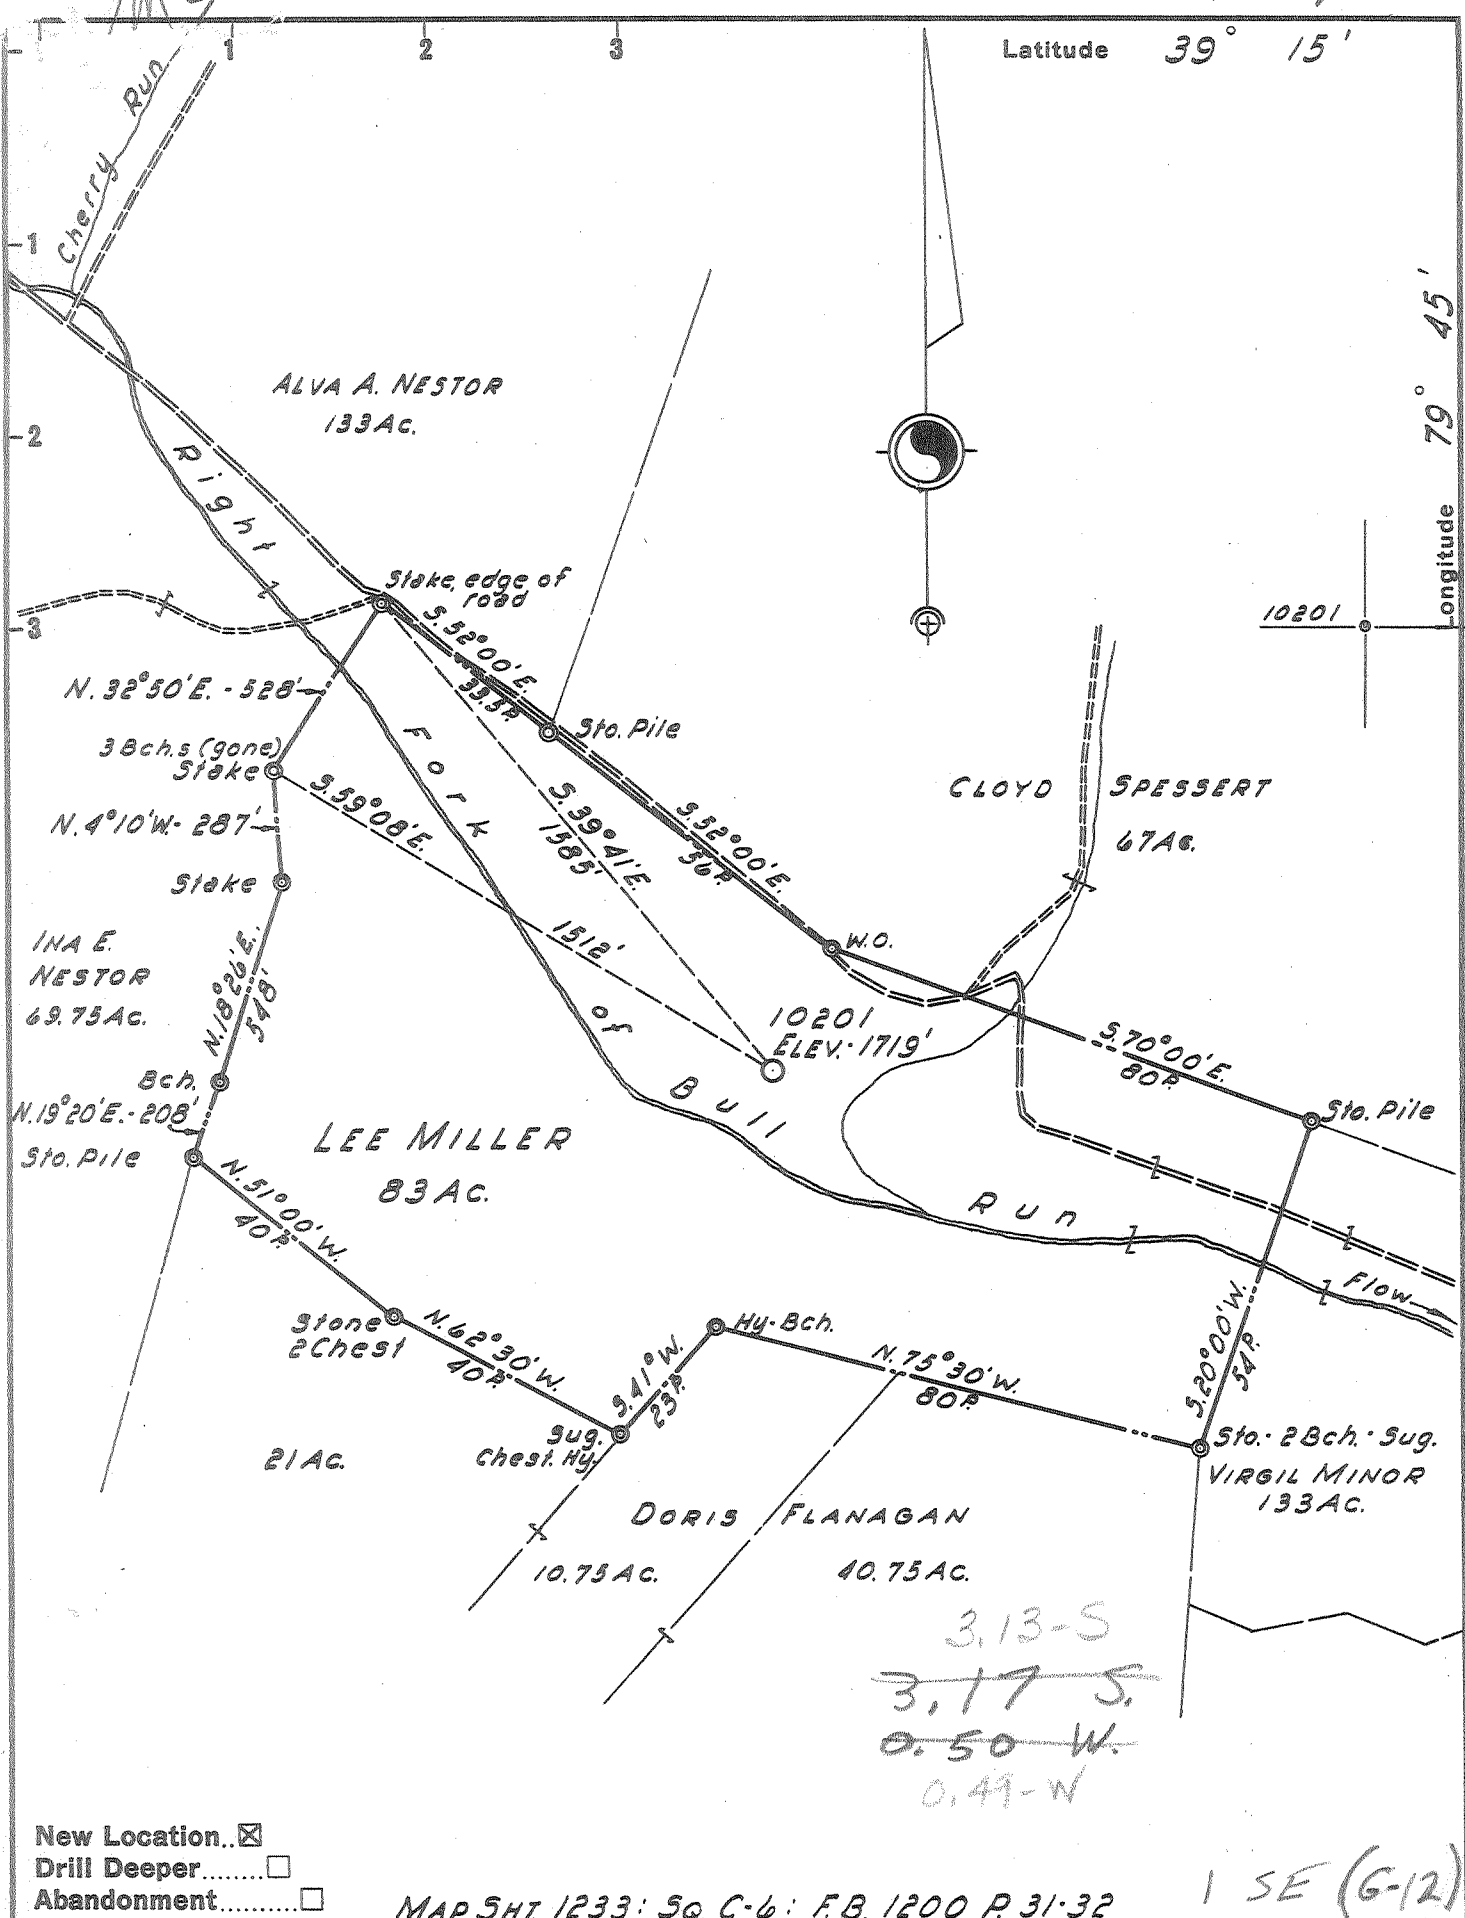 1
2
3
Latitude 39° 15'
Cherry Run
1
79° 45'
Longitude
ALVA A. NESTOR
133 Ac.
2
Right
Stake, edge of
road
3
10201
S. 52°00'E.
39.5 P.
N. 32°50'E. - 528'
Fork
Sto. Pile
3 Bch.s (gone)
Stake
S. 59°08'E.
1512'
S. 39°41'E.
1585'
S. 52°00'E.
56 P.
CLOYD SPESSERT
67 Ac.
N. 4°10'W. - 287'
Stake
INA E.
NESTOR
69.75 Ac.
N. 18°26'E.
548'
W.O.
of
10201
ELEV. - 1719'
S. 70°00'E.
80 P.
Bch.
N. 19°20'E. - 208'
Sto. Pile
Bull
Sto. Pile
LEE MILLER
83 Ac.
N. 51°00'W.
40 P.
Run
Flow
Stone
2 Chest
N. 62°30'W.
40 P.
Hy-Bch.
S. 41° W.
23 P.
N. 75°30'W.
80 P.
S. 20°00'W.
54 P.
Sug.
Chest. Hy.
21 Ac.
Sto. - 2 Bch. - Sug.
VIRGIL MINOR
133 Ac.
DORIS FLANAGAN
10.75 Ac.
40.75 Ac.
3.13-S
3.17 S.
0.50 W.
0.49-W
New Location..☒
Drill Deeper........☐
Abandonment..........☐
MAP SHT 1233: SQ C-6: F.B. 1200 P. 31-32
1 SE (G-12)